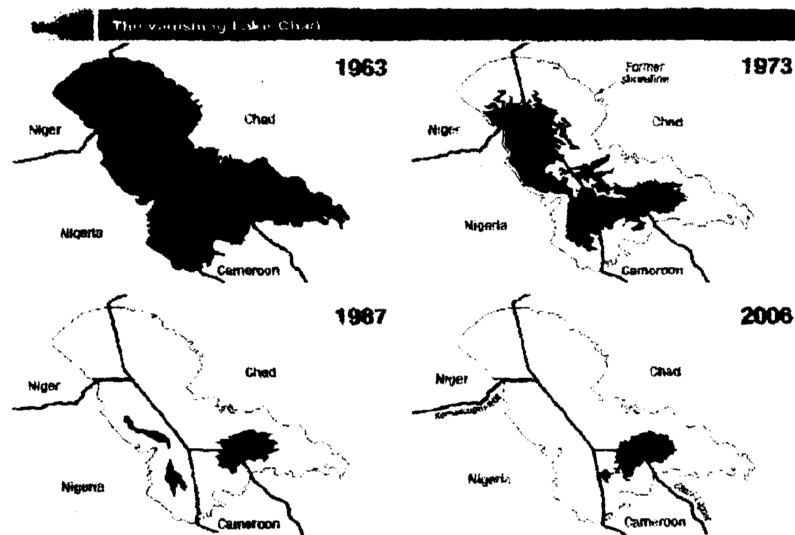 The Vanishing Lake Chad
1963
Niger
Chad
Nigeria
Cameroon
1973
Former
shoreline
Niger
Chad
Nigeria
Cameroon
1987
Niger
Chad
Nigeria
Cameroon
2006
Niger
Chad
Nigeria
Cameroon